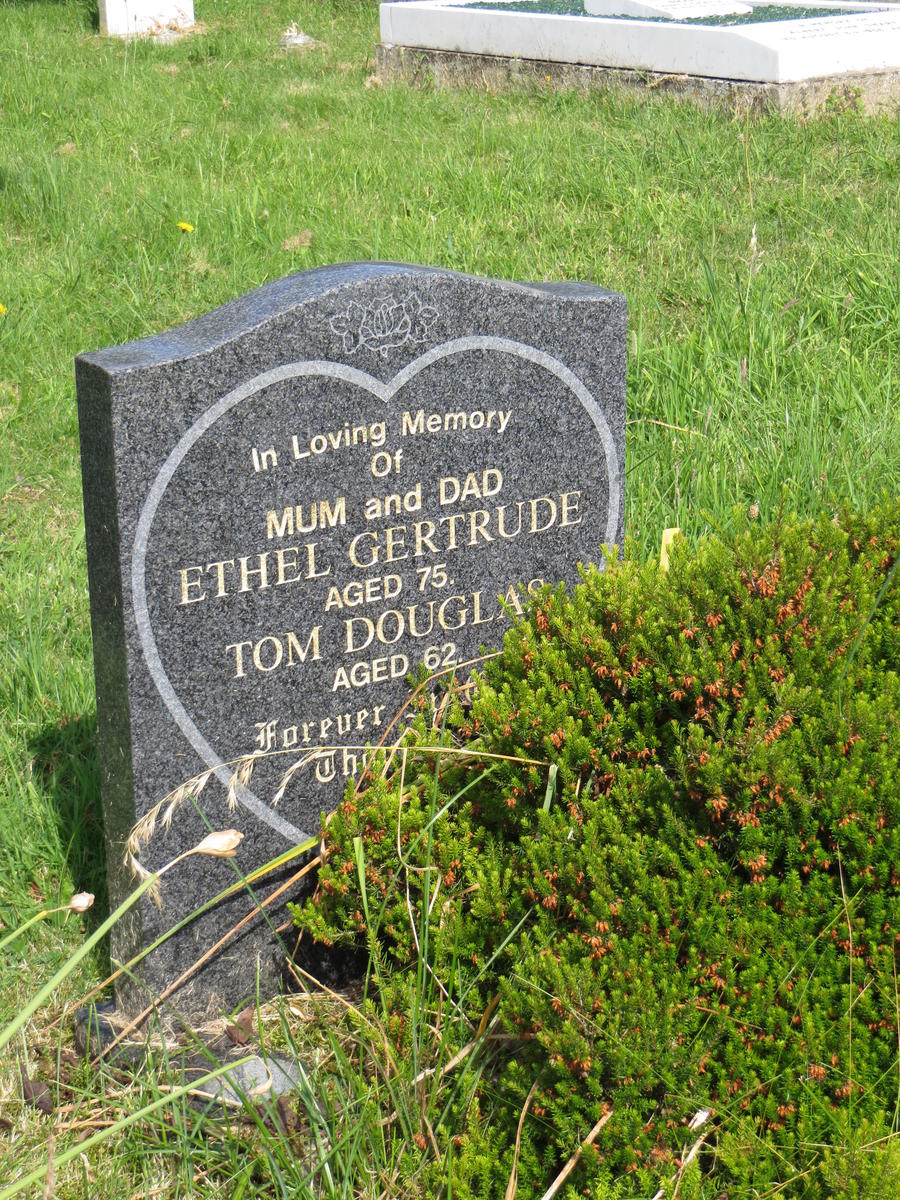 In Loving Memory
Of
MUM and DAD
ETHEL GERTRUDE
AGED 75.
TOM DOUGLAS
AGED 62.
Forever